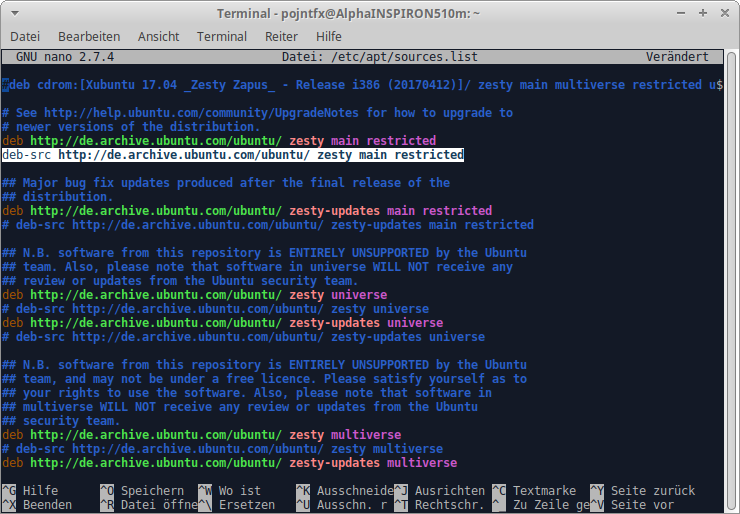 Terminal - pojntfx@AlphaINSPIRON510m: ~
Datei Bearbeiten Ansicht Terminal Reiter Hilfe
GNU nano 2.7.4 Datei: /etc/apt/sources.list Verändert
#deb cdrom:[Xubuntu 17.04 _Zesty Zapus_ - Release i386 (20170412)]/ zesty main multiverse restricted u$
# See http://help.ubuntu.com/community/UpgradeNotes for how to upgrade to
# newer versions of the distribution.
deb http://de.archive.ubuntu.com/ubuntu/ zesty main restricted
deb-src http://de.archive.ubuntu.com/ubuntu/ zesty main restricted
## Major bug fix updates produced after the final release of the
## distribution.
deb http://de.archive.ubuntu.com/ubuntu/ zesty-updates main restricted
# deb-src http://de.archive.ubuntu.com/ubuntu/ zesty-updates main restricted
## N.B. software from this repository is ENTIRELY UNSUPPORTED by the Ubuntu
## team. Also, please note that software in universe WILL NOT receive any
## review or updates from the Ubuntu security team.
deb http://de.archive.ubuntu.com/ubuntu/ zesty universe
# deb-src http://de.archive.ubuntu.com/ubuntu/ zesty universe
deb http://de.archive.ubuntu.com/ubuntu/ zesty-updates universe
# deb-src http://de.archive.ubuntu.com/ubuntu/ zesty-updates universe
## N.B. software from this repository is ENTIRELY UNSUPPORTED by the Ubuntu
## team, and may not be under a free licence. Please satisfy yourself as to
## your rights to use the software. Also, please note that software in
## multiverse WILL NOT receive any review or updates from the Ubuntu
## security team.
deb http://de.archive.ubuntu.com/ubuntu/ zesty multiverse
# deb-src http://de.archive.ubuntu.com/ubuntu/ zesty multiverse
deb http://de.archive.ubuntu.com/ubuntu/ zesty-updates multiverse
^G Hilfe ^O Speichern ^W Wo ist ^K Ausschneide^J Ausrichten ^C Textmarke ^Y Seite zurück
^X Beenden ^R Datei öffne^\ Ersetzen ^U Ausschn. r ^T Rechtschr. ^_ Zu Zeile ge^V Seite vor